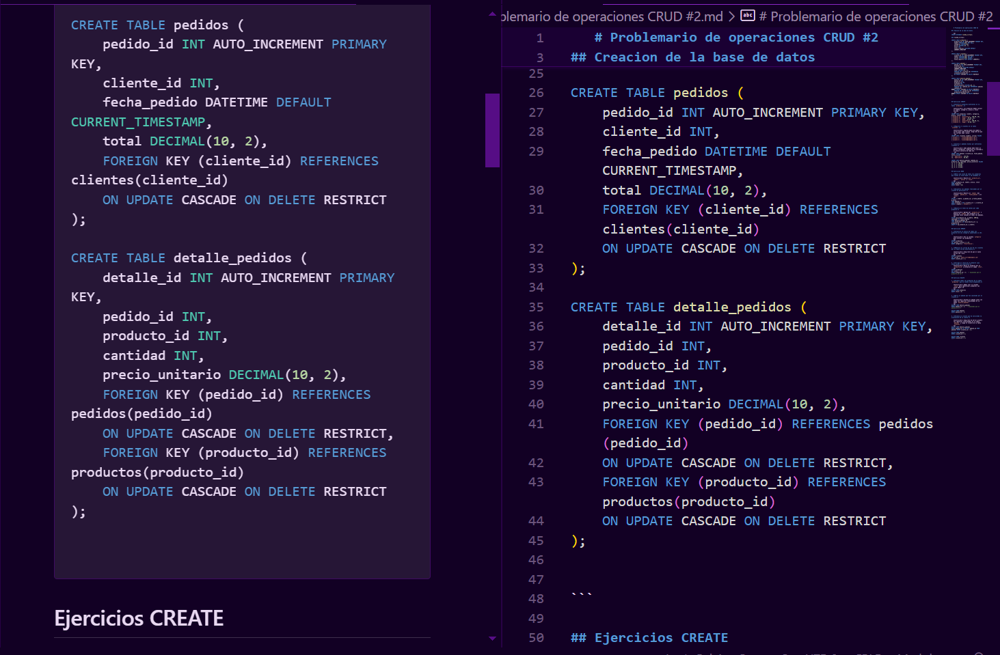 CREATE TABLE pedidos (
    pedido_id INT AUTO_INCREMENT PRIMARY
KEY,
    cliente_id INT,
    fecha_pedido DATETIME DEFAULT
CURRENT_TIMESTAMP,
    total DECIMAL(10, 2),
    FOREIGN KEY (cliente_id) REFERENCES
clientes(cliente_id)
    ON UPDATE CASCADE ON DELETE RESTRICT
);

CREATE TABLE detalle_pedidos (
    detalle_id INT AUTO_INCREMENT PRIMARY
KEY,
    pedido_id INT,
    producto_id INT,
    cantidad INT,
    precio_unitario DECIMAL(10, 2),
    FOREIGN KEY (pedido_id) REFERENCES
pedidos(pedido_id)
    ON UPDATE CASCADE ON DELETE RESTRICT,
    FOREIGN KEY (producto_id) REFERENCES
productos(producto_id)
    ON UPDATE CASCADE ON DELETE RESTRICT
);
Ejercicios CREATE
blemario de operaciones CRUD #2.md > abc # Problemario de operaciones CRUD #2
1 # Problemario de operaciones CRUD #2
3 ## Creacion de la base de datos
25
26 CREATE TABLE pedidos (
27     pedido_id INT AUTO_INCREMENT PRIMARY KEY,
28     cliente_id INT,
29     fecha_pedido DATETIME DEFAULT
    CURRENT_TIMESTAMP,
30     total DECIMAL(10, 2),
31     FOREIGN KEY (cliente_id) REFERENCES
    clientes(cliente_id)
32     ON UPDATE CASCADE ON DELETE RESTRICT
33 );
34
35 CREATE TABLE detalle_pedidos (
36     detalle_id INT AUTO_INCREMENT PRIMARY KEY,
37     pedido_id INT,
38     producto_id INT,
39     cantidad INT,
40     precio_unitario DECIMAL(10, 2),
41     FOREIGN KEY (pedido_id) REFERENCES pedidos
    (pedido_id)
42     ON UPDATE CASCADE ON DELETE RESTRICT,
43     FOREIGN KEY (producto_id) REFERENCES
    productos(producto_id)
44     ON UPDATE CASCADE ON DELETE RESTRICT
45 );
46
47
48 ```
49
50 ## Ejercicios CREATE